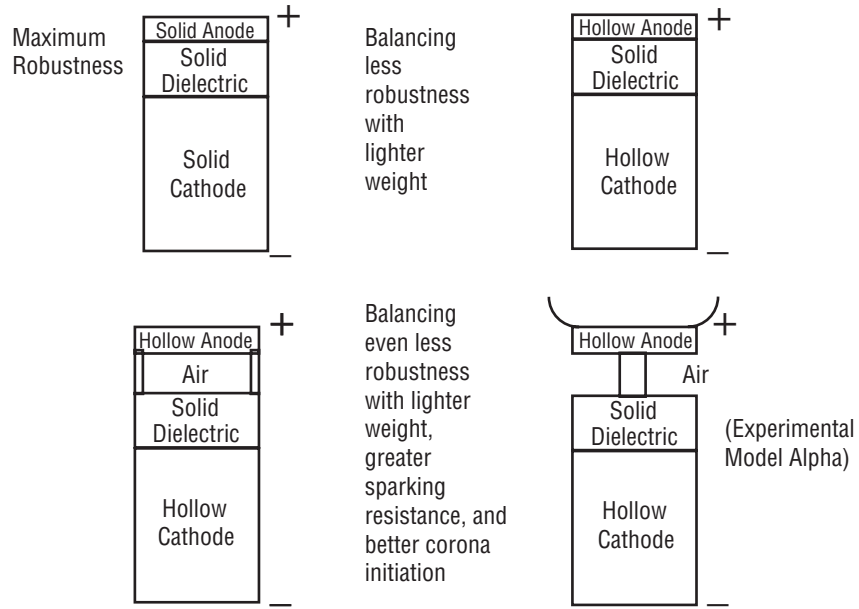 Maximum
Robustness
Solid Anode
+
Solid
Dielectric
Solid
Cathode
−
Balancing
less
robustness
with
lighter
weight
Hollow Anode
+
Solid
Dielectric
Hollow
Cathode
−
Hollow Anode
+
Air
Solid
Dielectric
Hollow
Cathode
−
Balancing
even less
robustness
with lighter
weight,
greater
sparking
resistance, and
better corona
initiation
Hollow Anode
+
Air
Solid
Dielectric
Hollow
Cathode
−
(Experimental
Model Alpha)